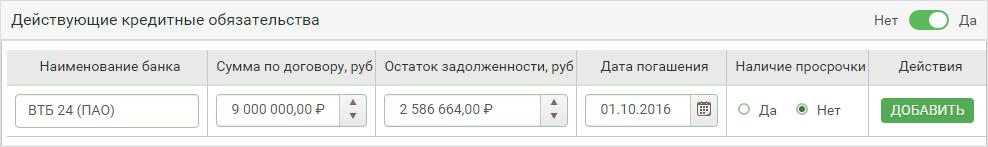 Действующие кредитные обязательства Нет Да
Наименование банка Сумма по договору, руб Остаток задолженности, руб Дата погашения Наличие просрочки Действия
ВТБ 24 (ПАО) 9 000 000,00 ₽ 2 586 664,00 ₽ 01.10.2016 Да Нет ДОБАВИТЬ